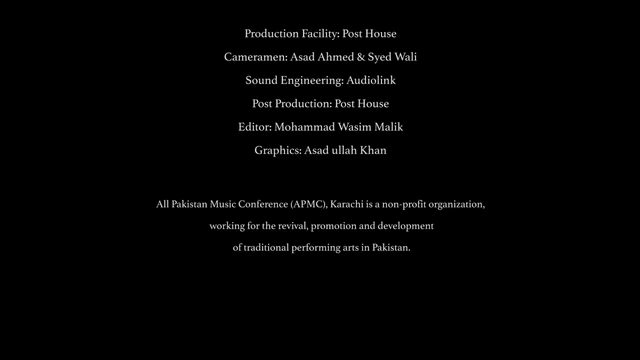 Production Facility: Post House
Cameramen: Asad Ahmed & Syed Wali
Sound Engineering: Audiolink
Post Production: Post House
Editor: Mohammad Wasim Malik
Graphics: Asad ullah Khan
All Pakistan Music Conference (APMC), Karachi is a non-profit organization,
working for the revival, promotion and development
of traditional performing arts in Pakistan.